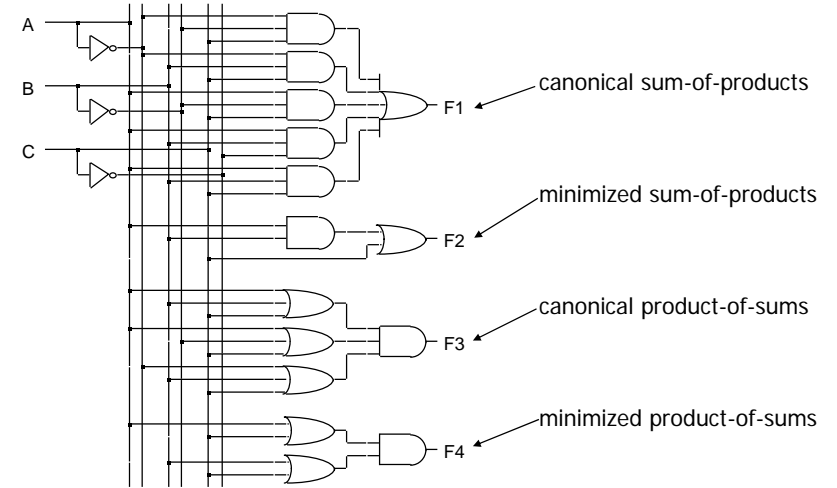 A
B
C
F1
canonical sum-of-products
F2
minimized sum-of-products
F3
canonical product-of-sums
F4
minimized product-of-sums